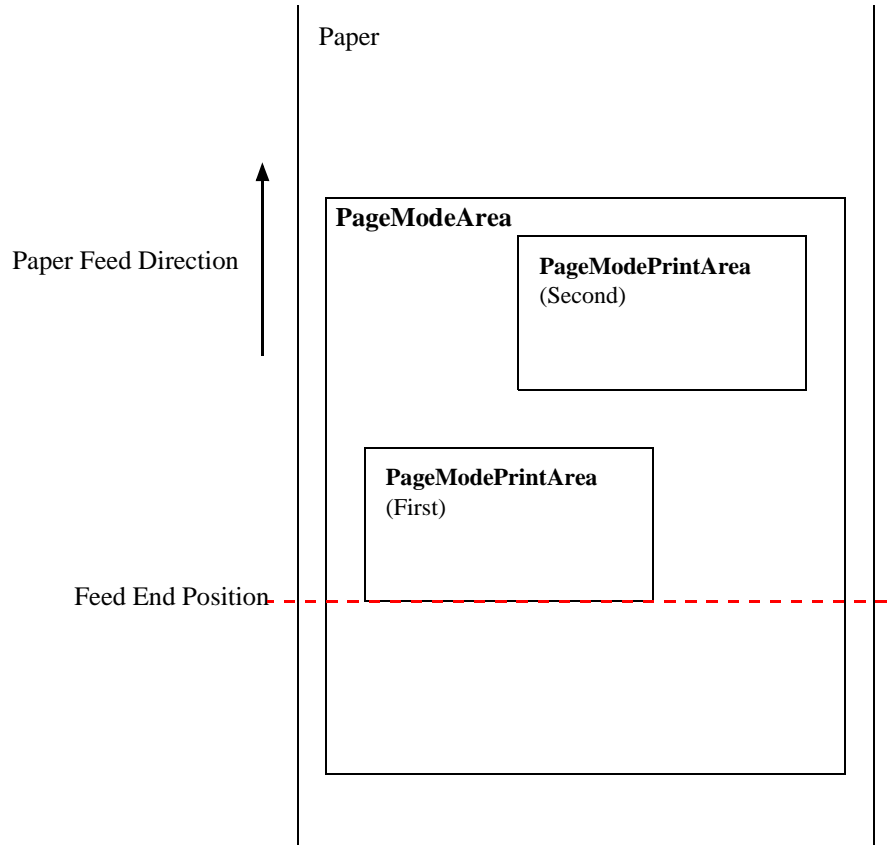 Paper
PageModeArea
Paper Feed Direction
PageModePrintArea
(Second)
PageModePrintArea
(First)
Feed End Position